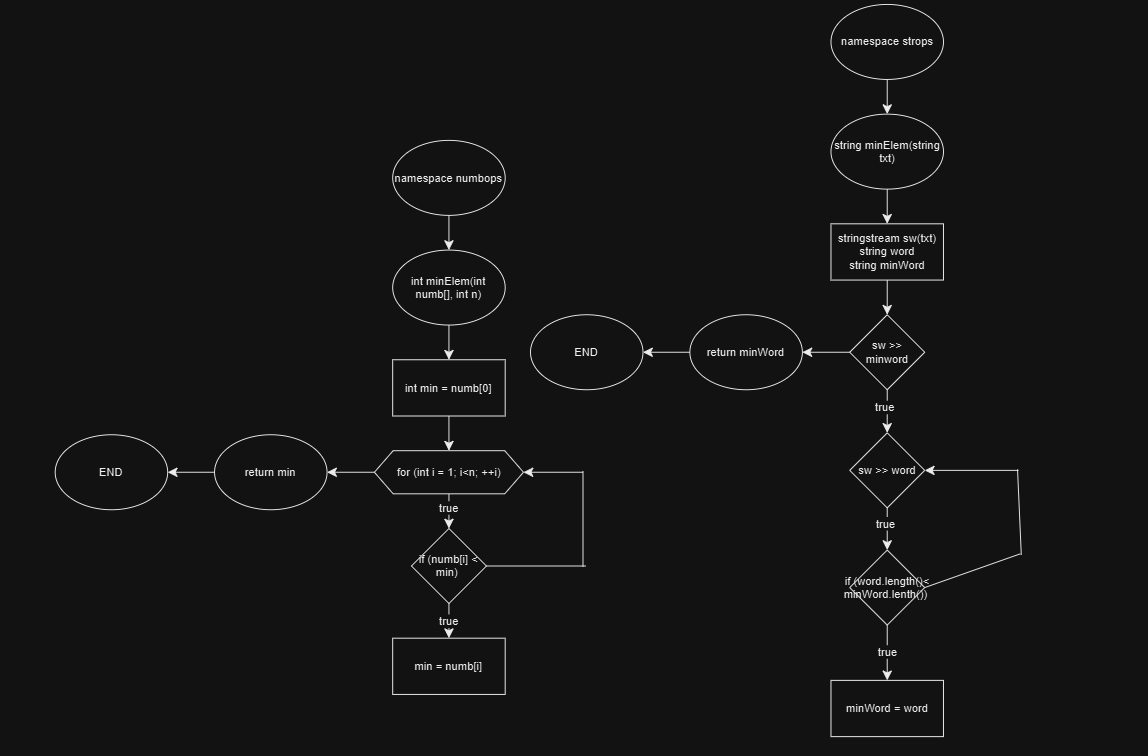 namespace strops
string minElem(string
txt)
stringstream sw(txt)
string word
string minWord
sw >>
minword
return minWord
END
true
sw >> word
true
if (word.length()<
minWord.lenth())
true
minWord = word
namespace numbops
int minElem(int
numb[], int n)
int min = numb[0]
for (int i = 1; i<n; ++i)
return min
END
true
if (numb[i] <
min)
true
min = numb[i]